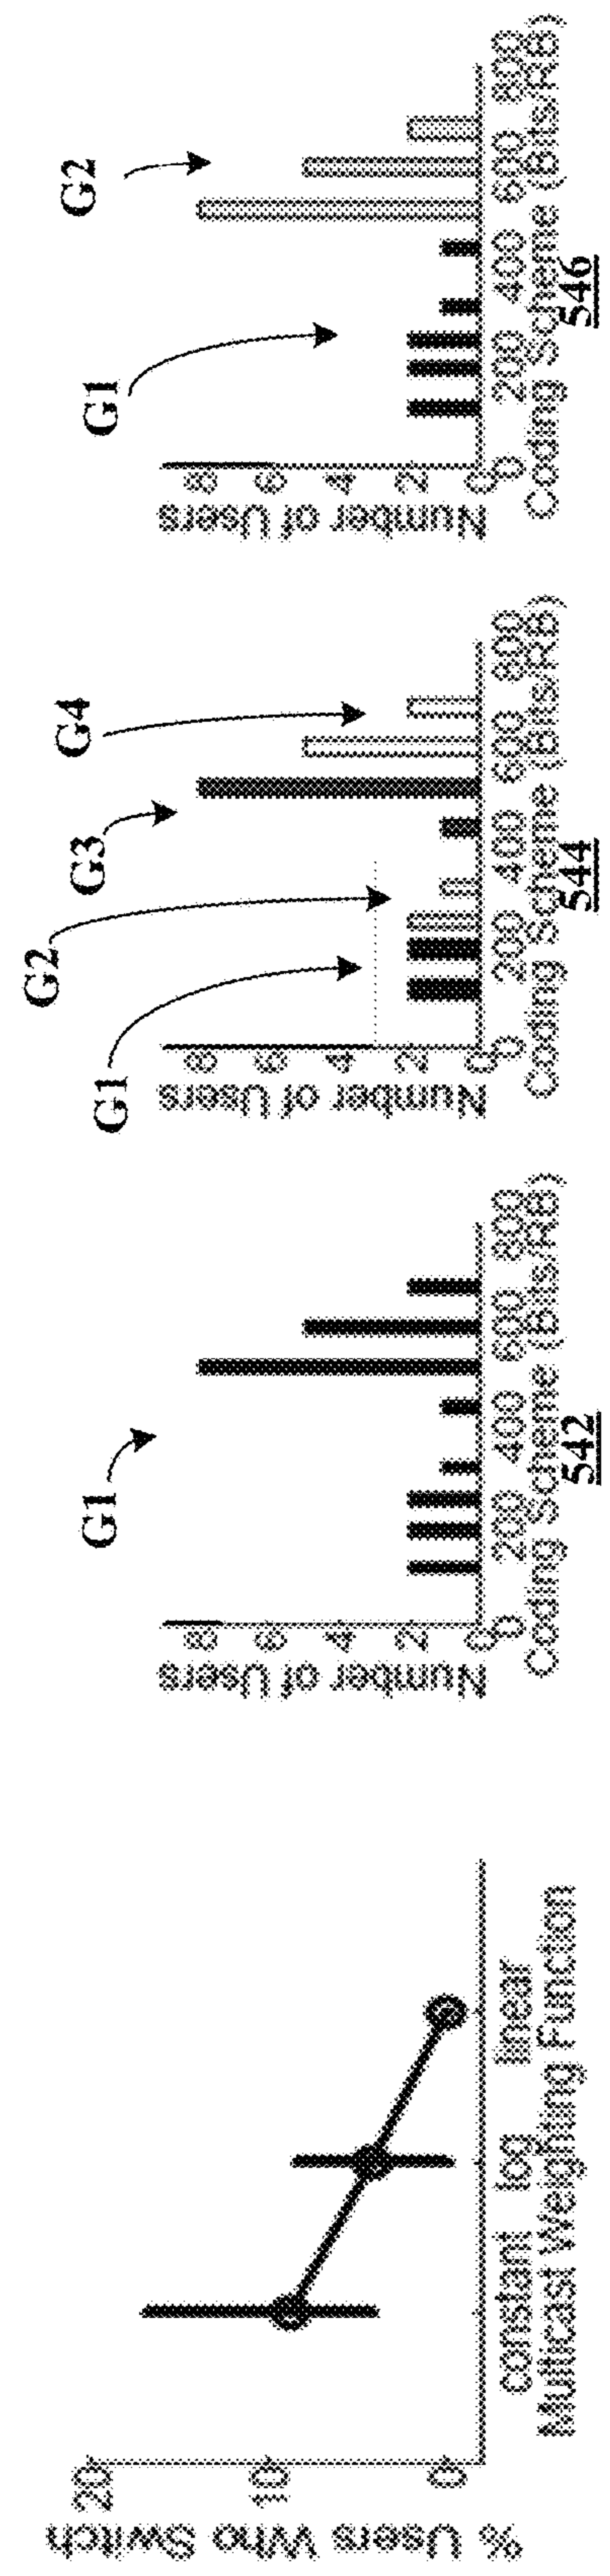 % Users Who Switch
20
10
0
constant log linear
Multicast Weighting Function
G1
Number of Users
8
6
4
2
0
0 200 400 600 800
Coding Scheme (Bits/RB)
542
G1
G2
G3
G4
Number of Users
8
6
4
2
0
0 200 400 600 800
Coding Scheme (Bits/RB)
544
G1
G2
Number of Users
8
6
4
2
0
0 200 400 600 800
Coding Scheme (Bits/RB)
546